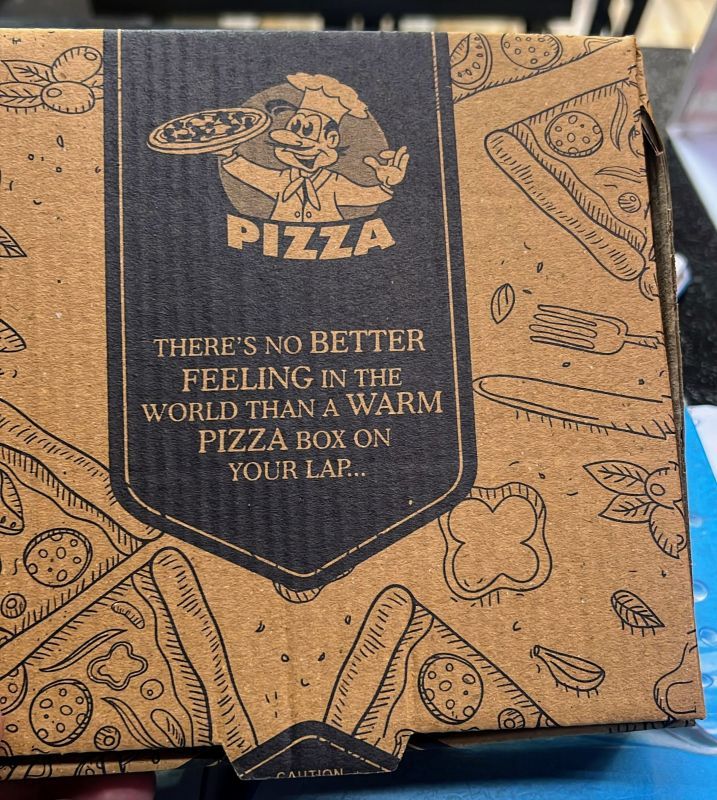 PIZZA
THERE'S NO BETTER
FEELING IN THE
WORLD THAN A WARM
PIZZA BOX ON
YOUR LAP...
CAUTION